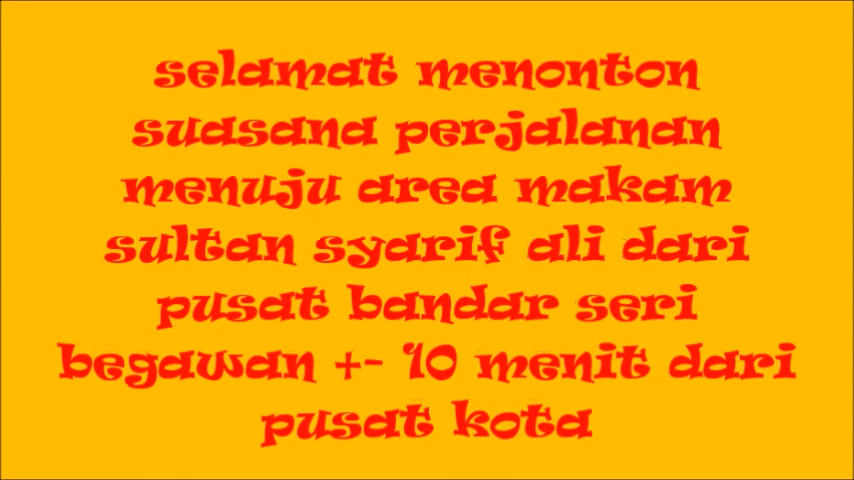 selamat menonton
suasana perjalanan
menuju area makam
sultan syarif ali dari
pusat bandar seri
begawan +- 10 menit dari
pusat kota